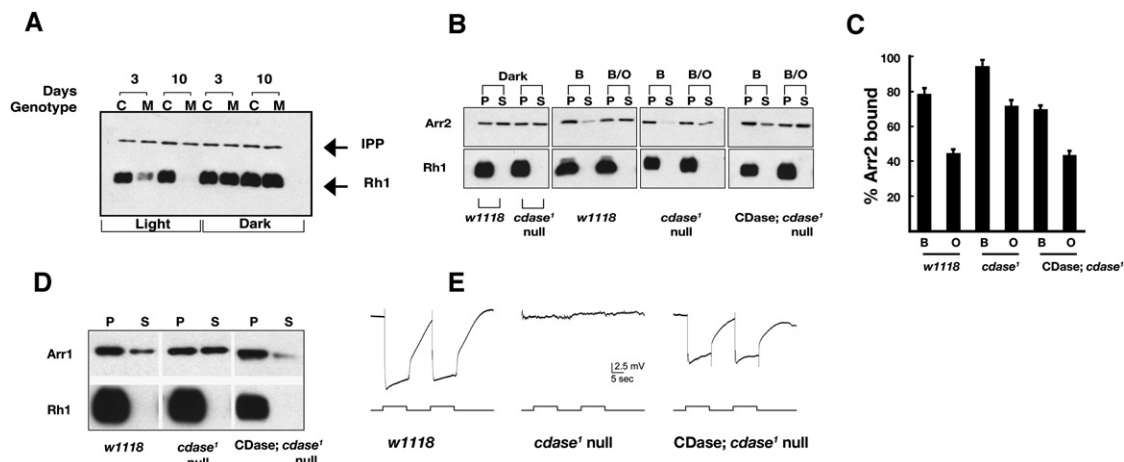 A
3 10 3 10
Days
Genotype C M C M C M C M
IPP
Rh1
Light Dark
B
Dark B B/O B B/O B B/O
P S P S P S P S P S P S P S P S
Arr2
Rh1
w1118 cdase¹ w1118 cdase¹ CDase; cdase¹
null null null
C
% Arr2 bound
80
60
40
20
B O B O B O
w1118 cdase¹ CDase; cdase¹
D
P S P S P S
Arr1
Rh1
w1118 cdase¹ CDase; cdase¹
null null
E
2.5 mV
5 sec
w1118 cdase¹ null CDase; cdase¹ null